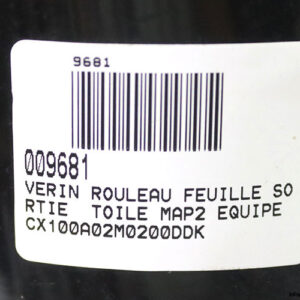 9681
009681
VERIN ROULEAU FEUILLE SO
RTIE TOILE MAP2 EQUIPE
CX100A02M0200DDK